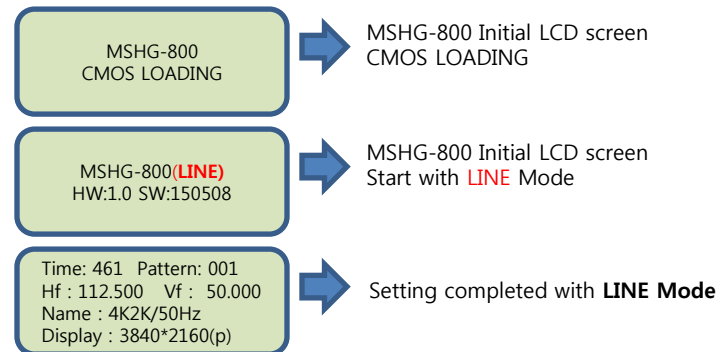 MSHG-800
CMOS LOADING
MSHG-800 Initial LCD screen
CMOS LOADING
MSHG-800(LINE)
HW:1.0 SW:150508
MSHG-800 Initial LCD screen
Start with LINE Mode
Time: 461 Pattern: 001
Hf : 112.500 Vf : 50.000
Name : 4K2K/50Hz
Display : 3840*2160(p)
Setting completed with LINE Mode